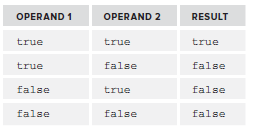 OPERAND 1 OPERAND 2 RESULT
true true true
true false false
false true false
false false false